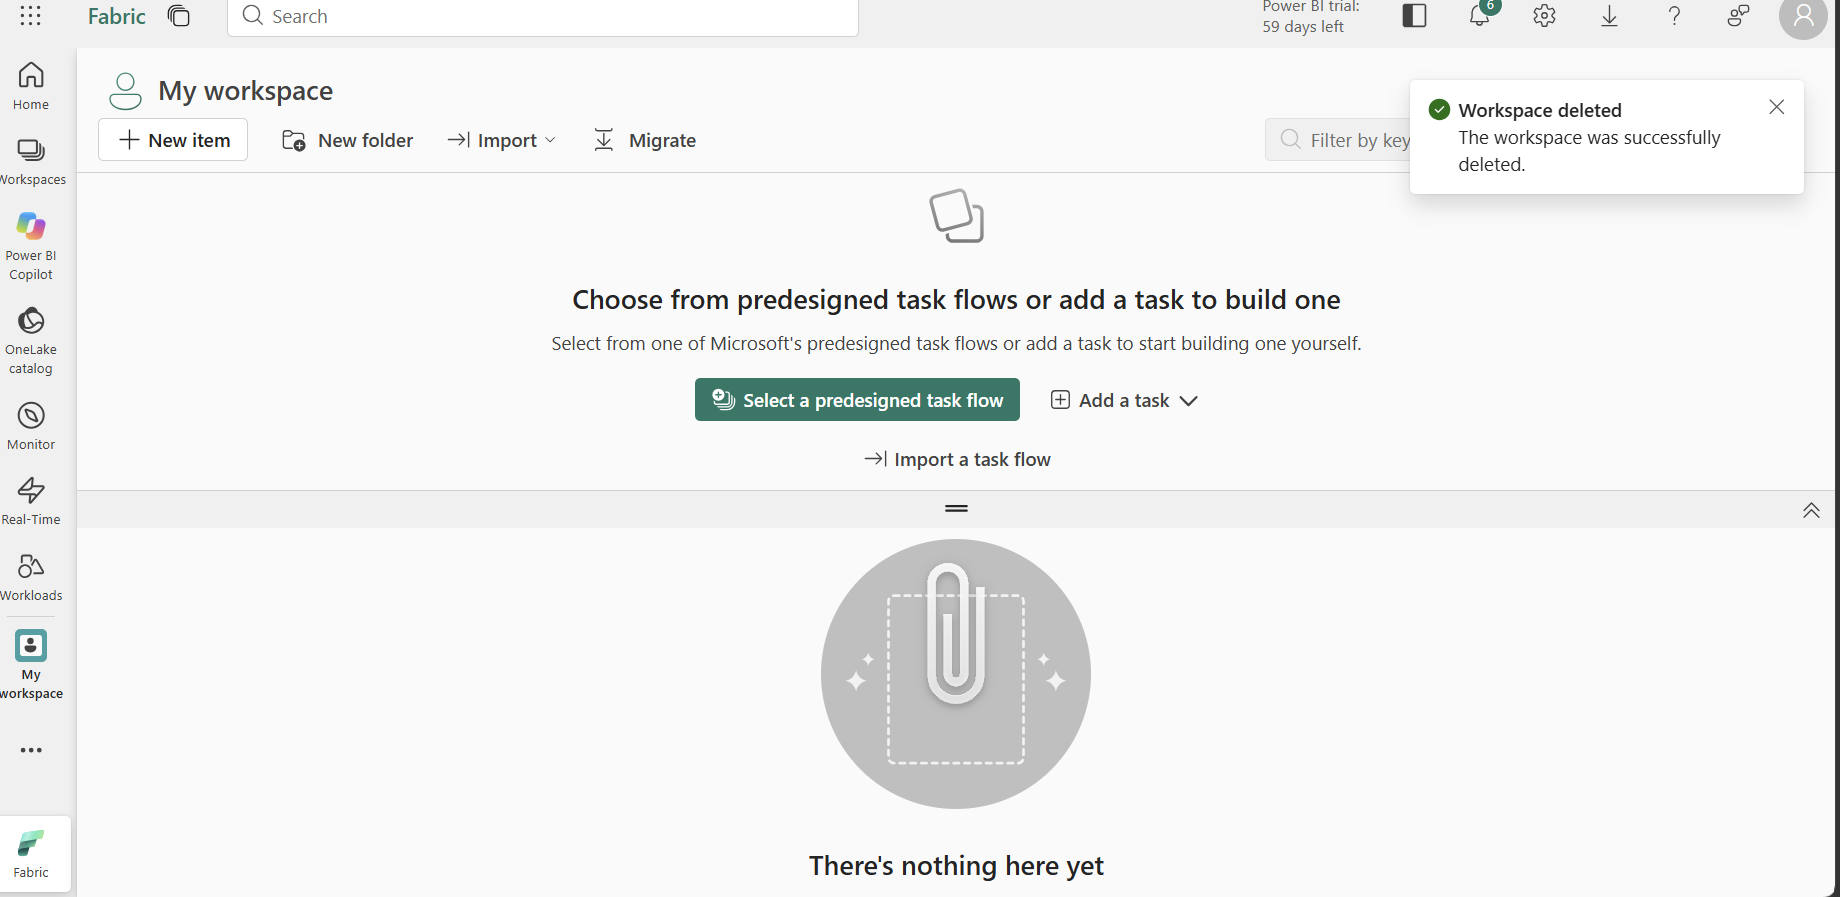 Fabric
Search
Power BI trial:
59 days left
6
Home
Workspaces
Power BI
Copilot
OneLake
catalog
Monitor
Real-Time
Workloads
My
workspace
Fabric
My workspace
New item
New folder
Import
Migrate
Filter by key
Workspace deleted
The workspace was successfully
deleted.
Choose from predesigned task flows or add a task to build one
Select from one of Microsoft's predesigned task flows or add a task to start building one yourself.
Select a predesigned task flow
Add a task
Import a task flow
There's nothing here yet